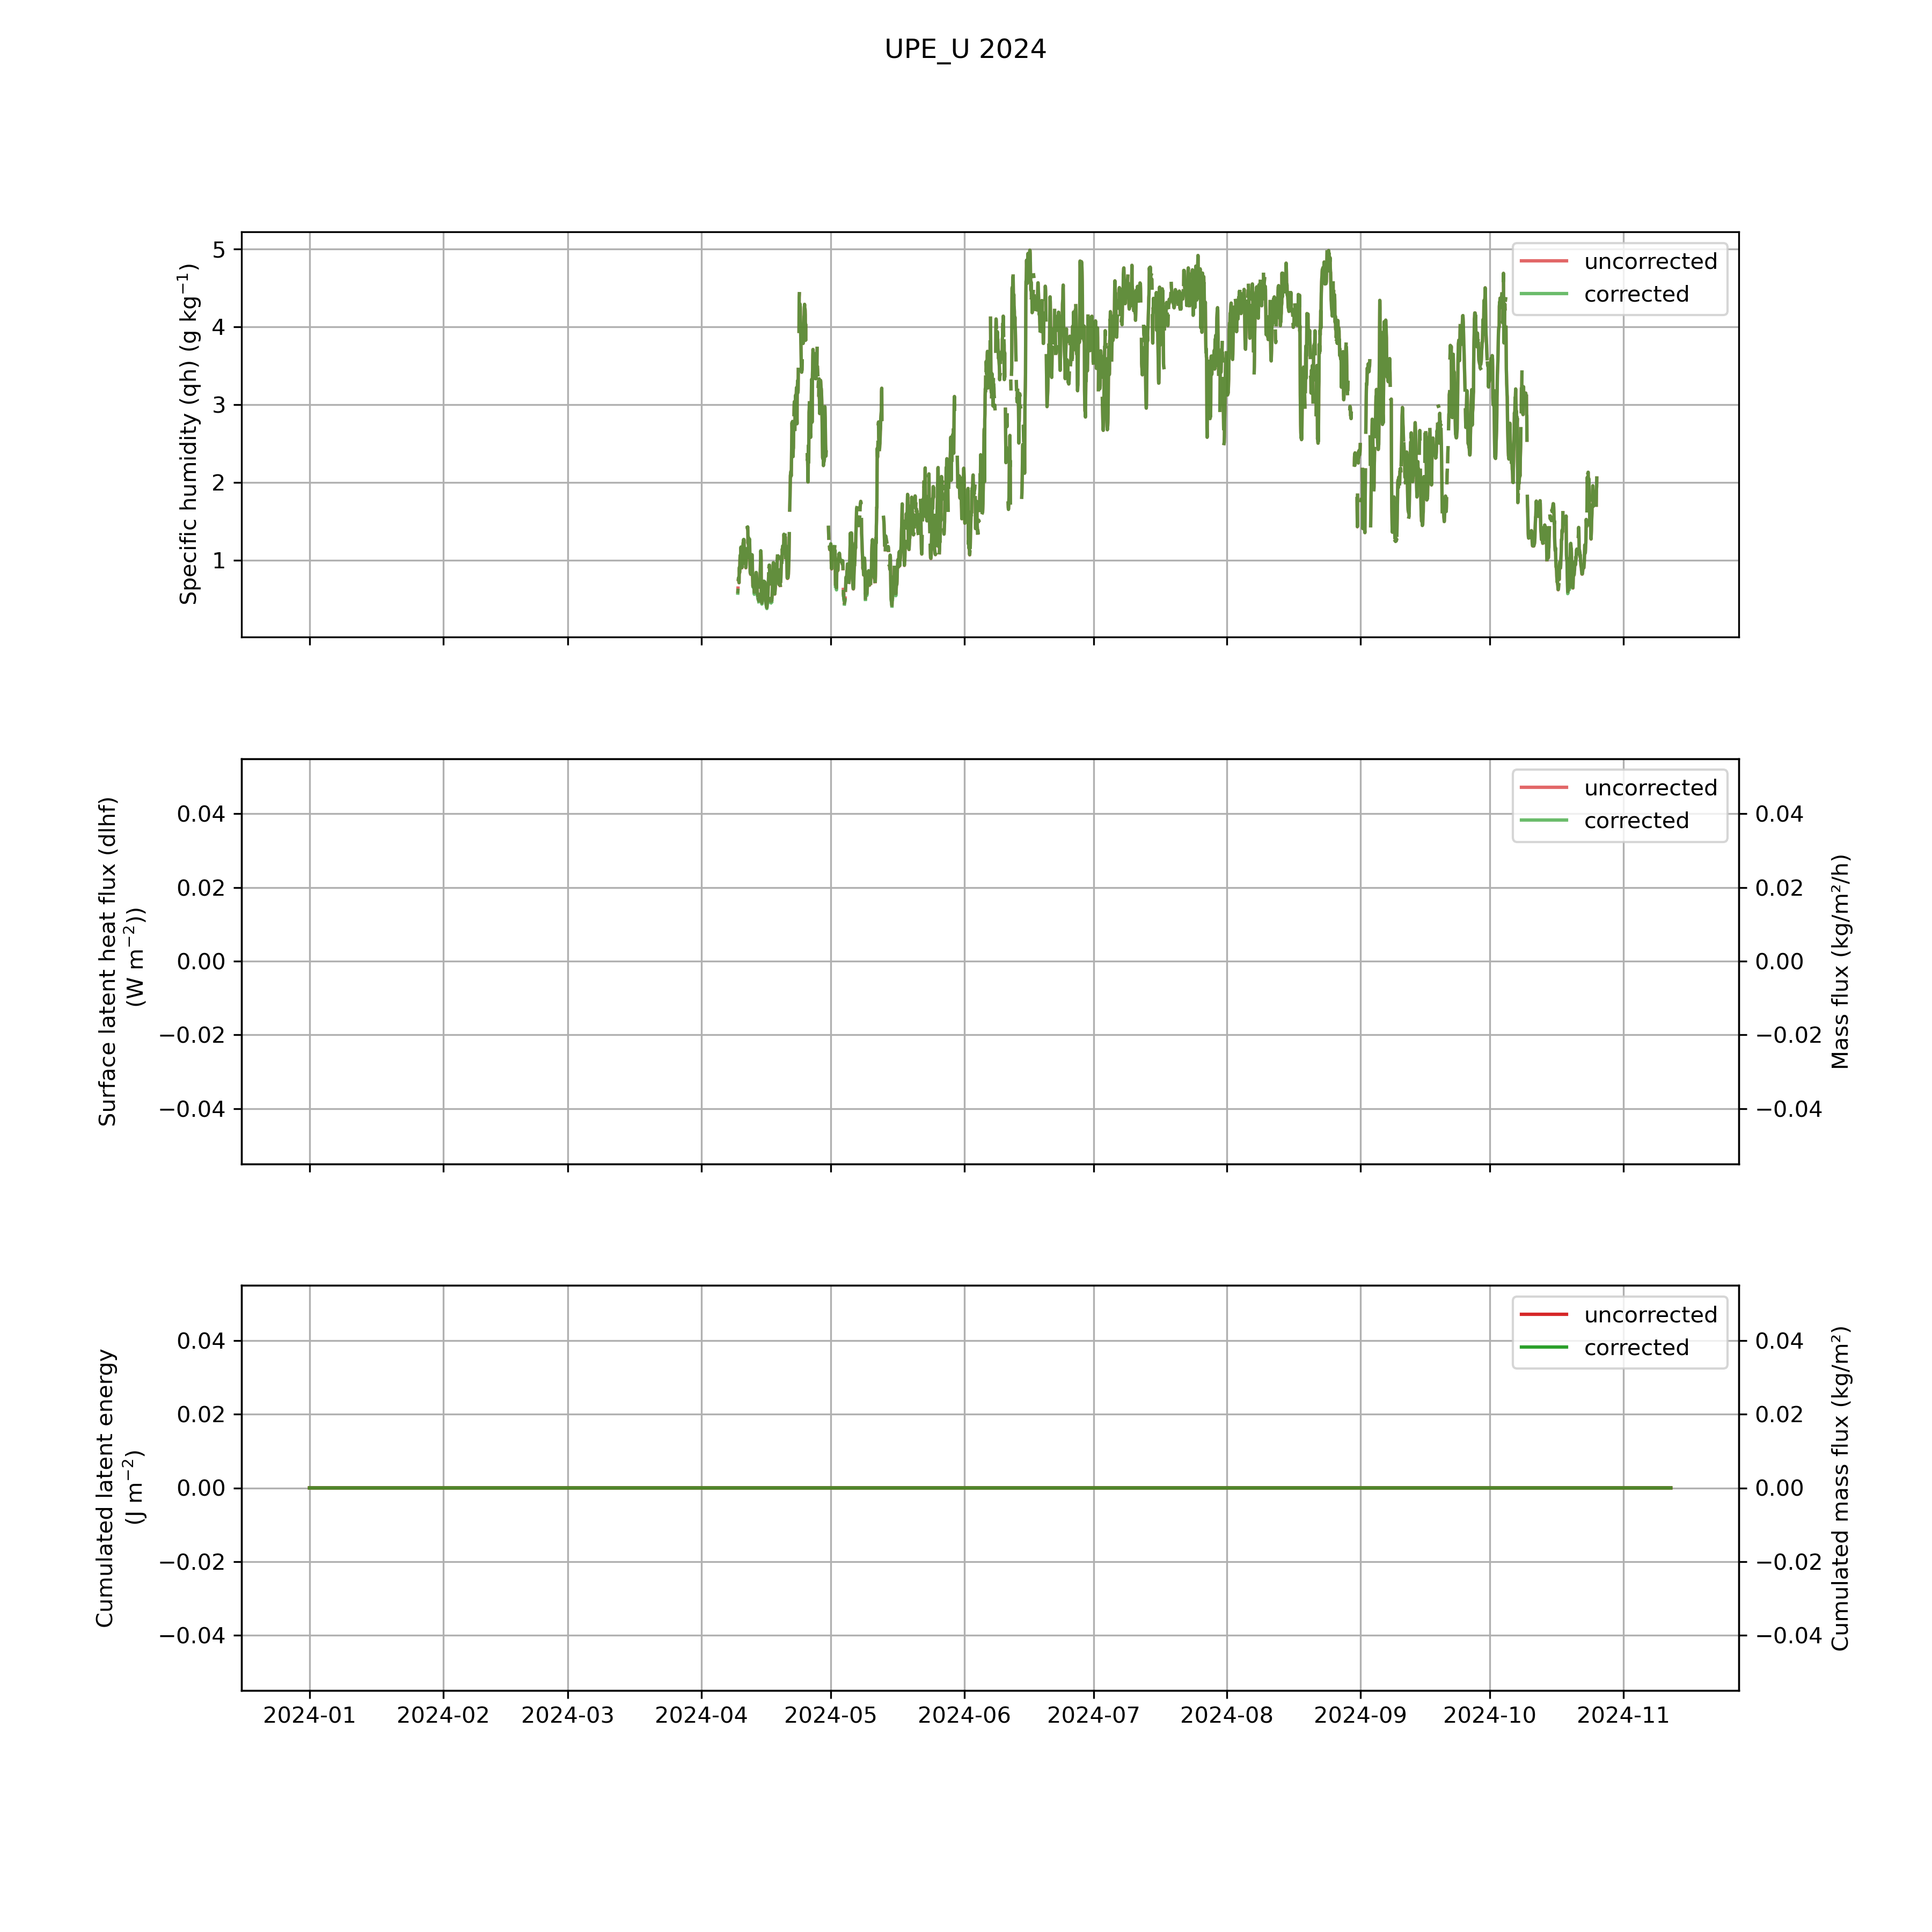 UPE_U 2024
Specific humidity (qh) (g kg⁻¹)
5
4
3
2
1
uncorrected
corrected
Surface latent heat flux (dlhf)
(W m⁻²))
0.04
0.02
0.00
−0.02
−0.04
uncorrected
corrected
0.04
0.02
0.00
−0.02
−0.04
Mass flux (kg/m²/h)
Cumulated latent energy
(J m⁻²)
0.04
0.02
0.00
−0.02
−0.04
uncorrected
corrected
0.04
0.02
0.00
−0.02
−0.04
Cumulated mass flux (kg/m²)
2024-01 2024-02 2024-03 2024-04 2024-05 2024-06 2024-07 2024-08 2024-09 2024-10 2024-11